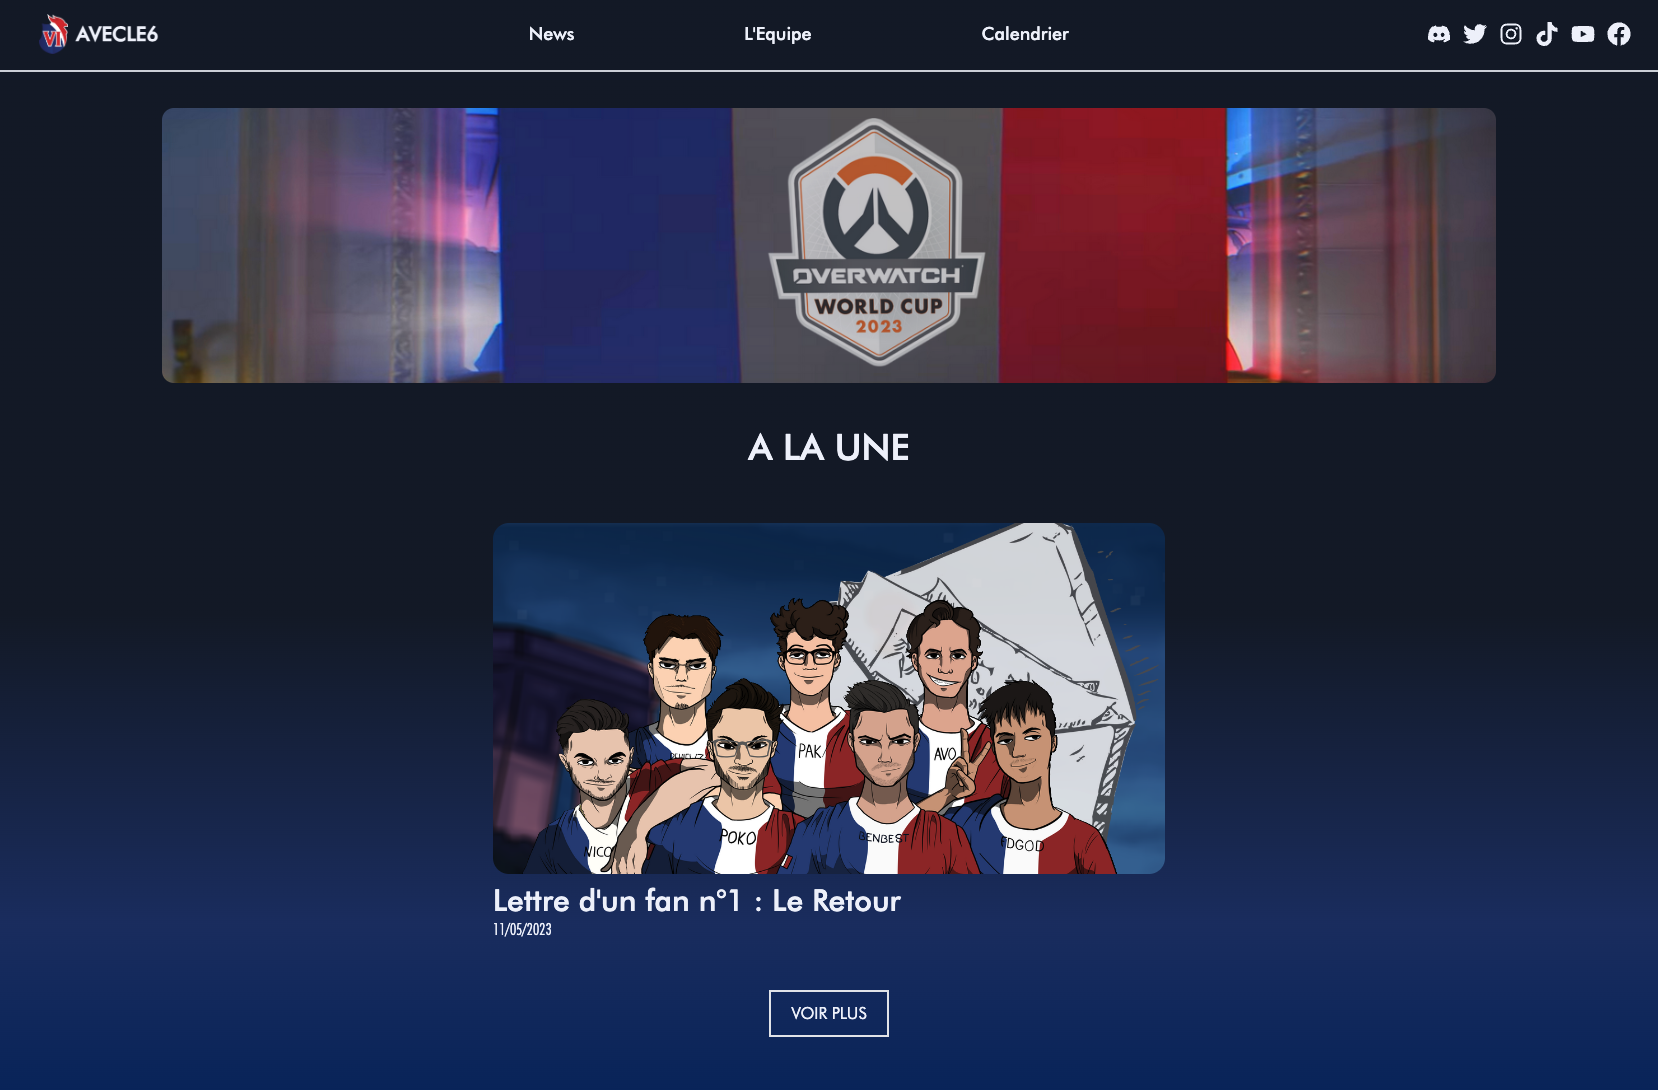 AVECLE6
News
L'Equipe
Calendrier
OVERWATCH
WORLD CUP
2023
A LA UNE
PAK
AVO
POKO
BENBEST
FDGOD
NICO
Lettre d'un fan n°1 : Le Retour
11/05/2023
VOIR PLUS